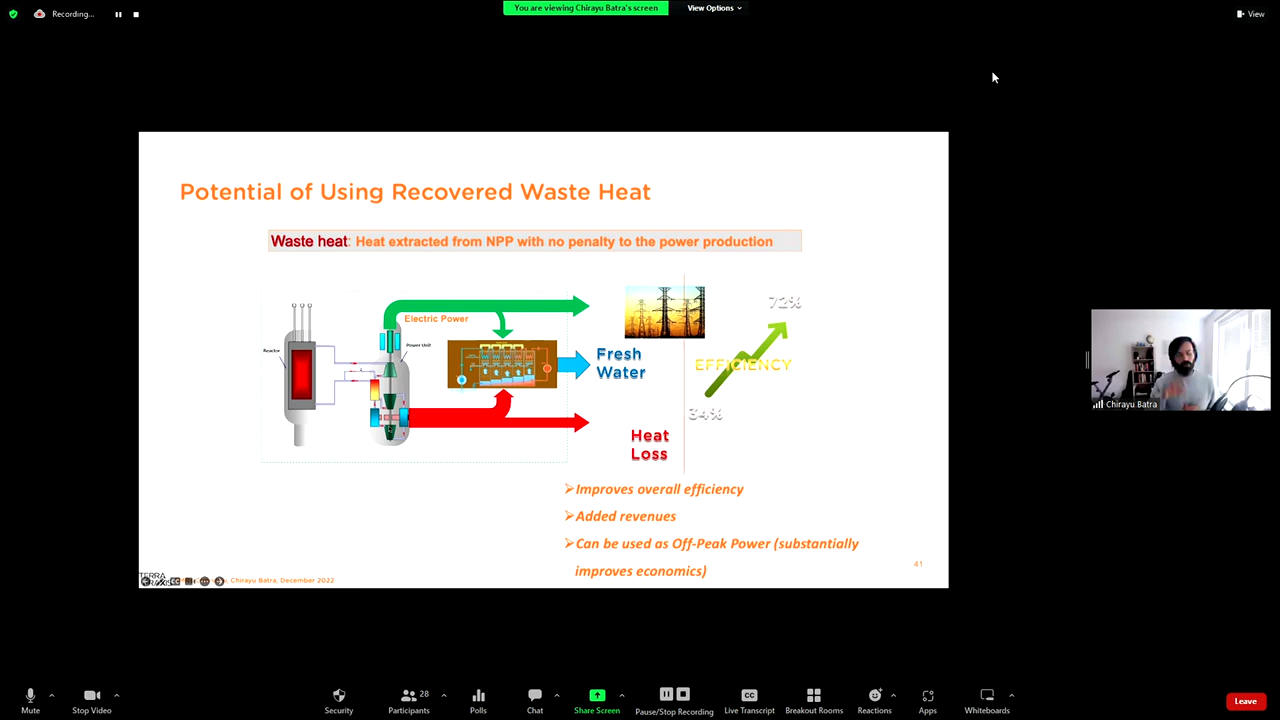 Recording...
You are viewing Chirayu Batra's screen
View Options
View
Potential of Using Recovered Waste Heat
Waste heat: Heat extracted from NPP with no penalty to the power production
72%
Electric Power
Reactor
Power Unit
Fresh
Water
EFFICIENCY
34%
Heat
Loss
Improves overall efficiency
Added revenues
Can be used as Off-Peak Power (substantially
improves economics)
41
TERRA
Chirayu Batra, December 2022
Chirayu Batra
Mute
Stop Video
Security
Participants
28
Polls
Chat
Share Screen
Pause/Stop Recording
CC
Live Transcript
Breakout Rooms
Reactions
Apps
Whiteboards
Leave